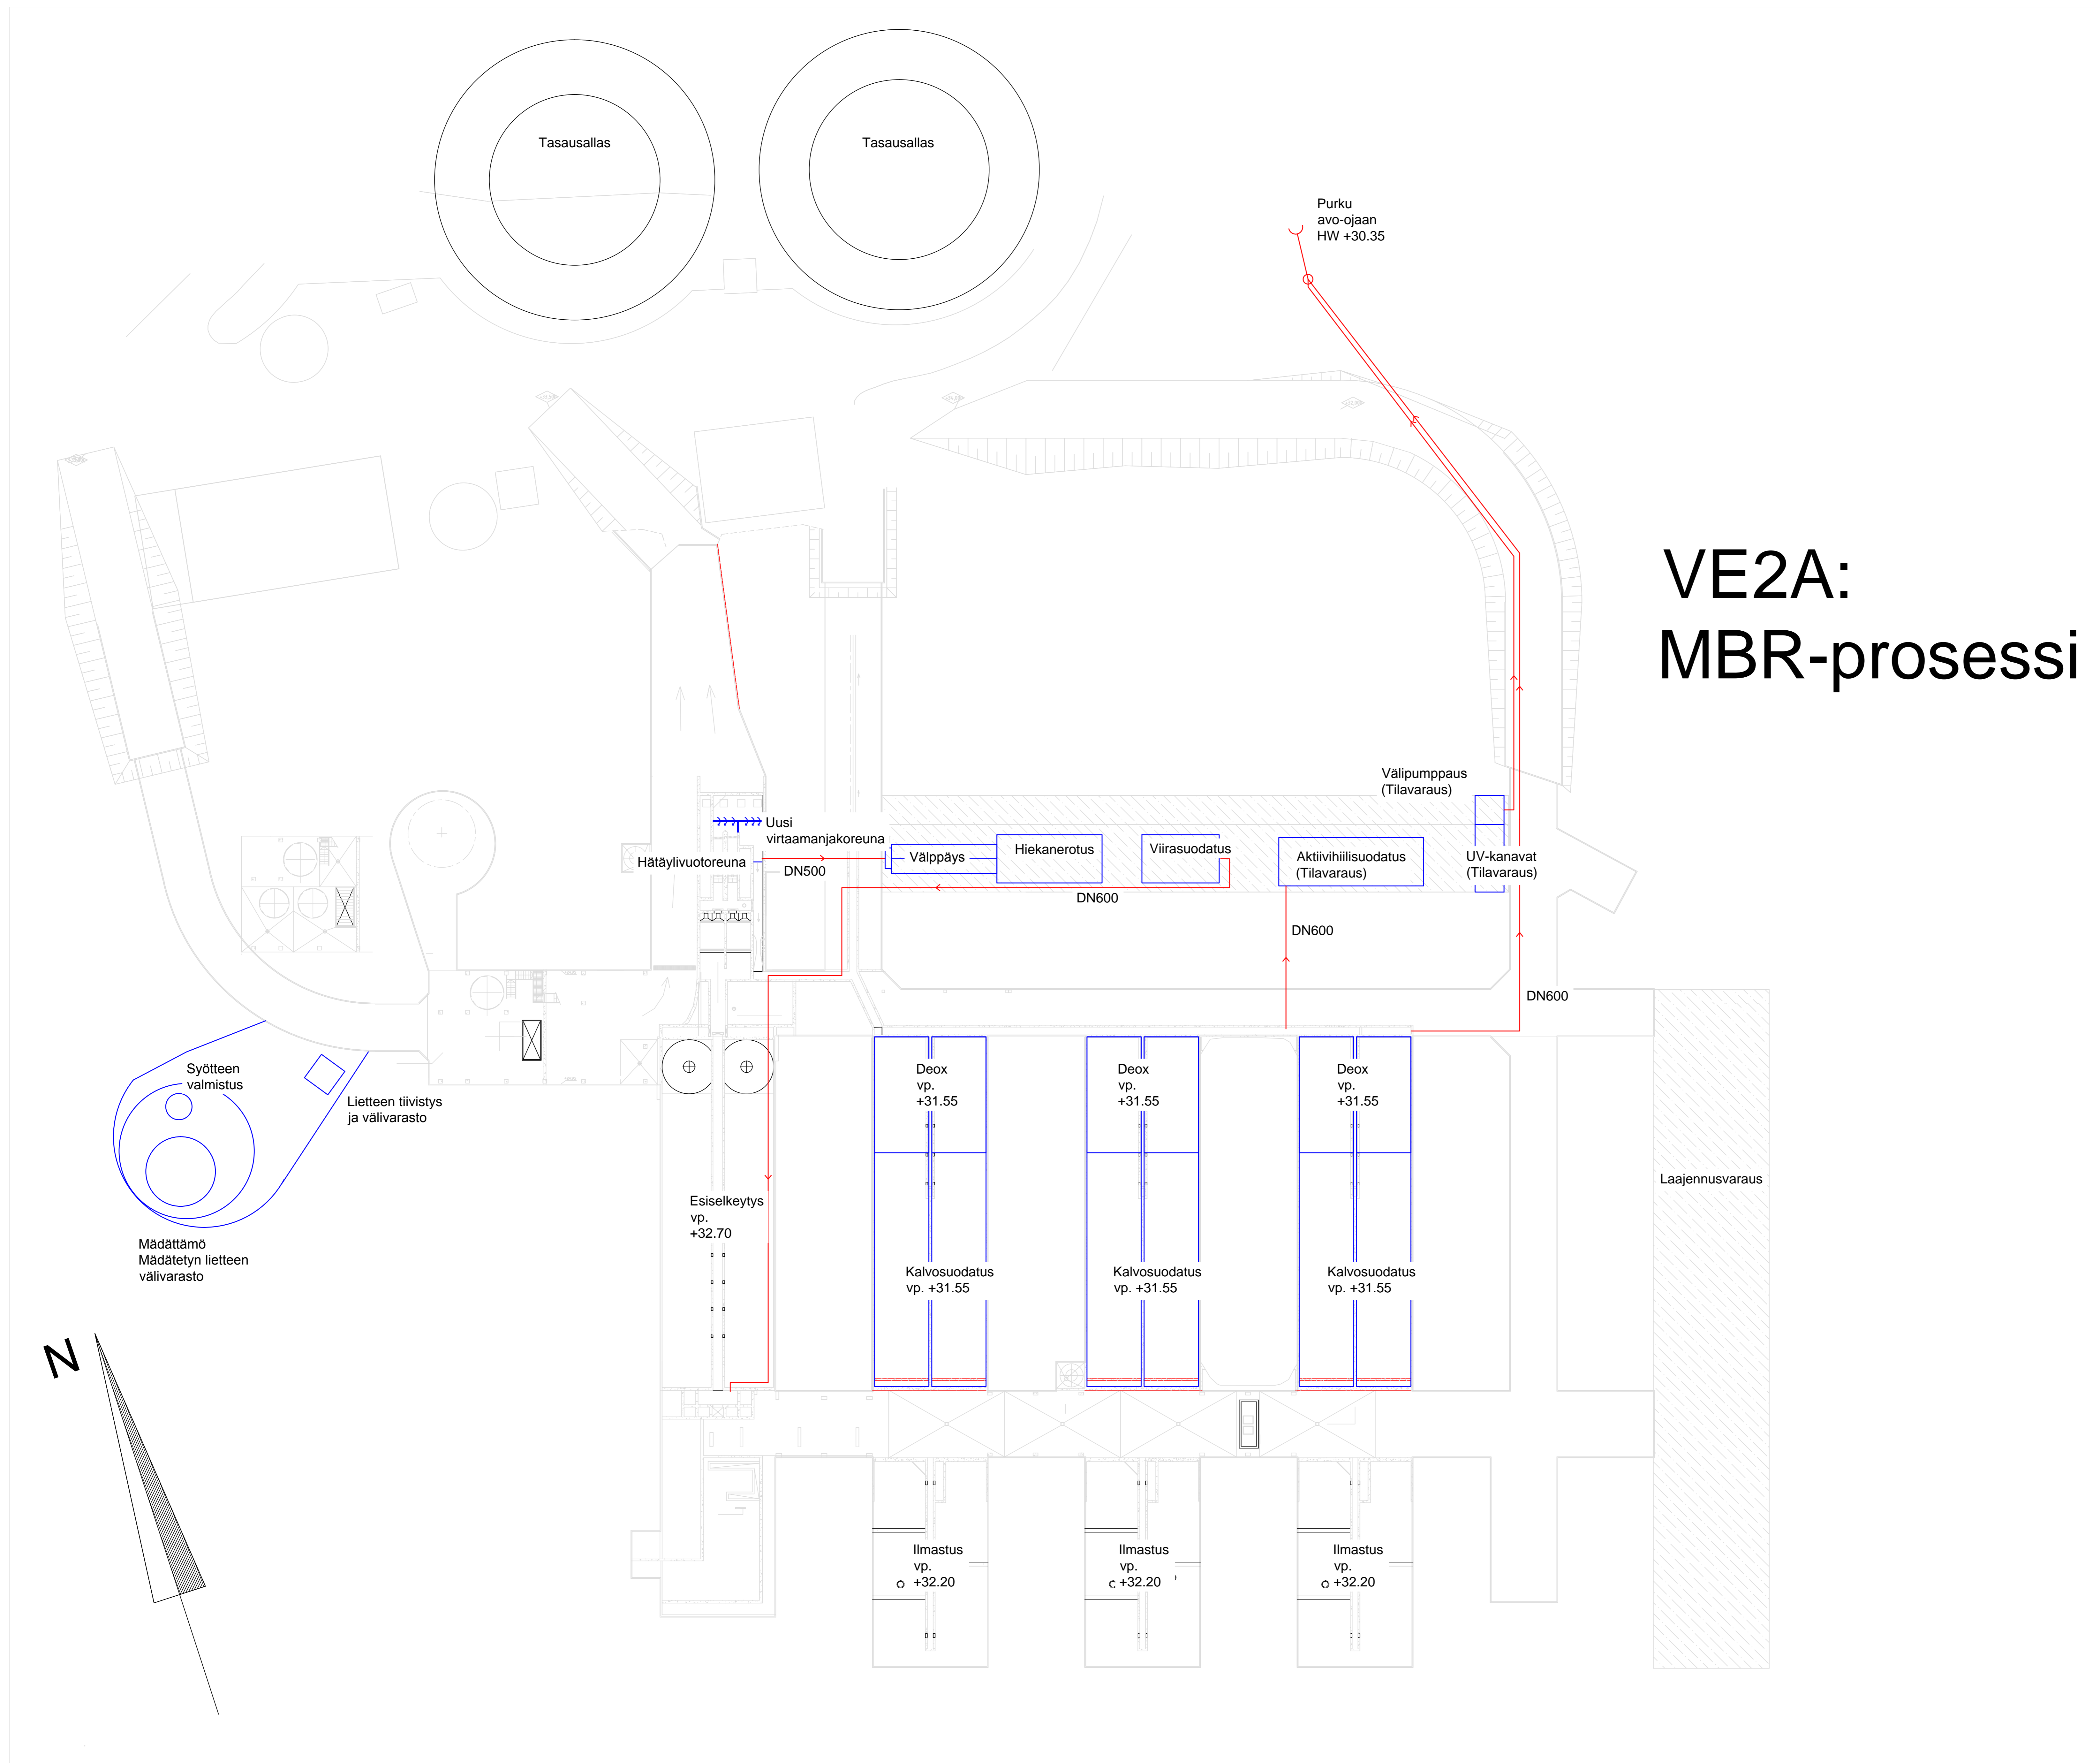 Tasausallas
Tasausallas
Purku
avo-ojaan
HW +30.35
VE2A:
MBR-prosessi
Välipumppaus
(Tilavaraus)
Uusi
virtaamanjakoreuna
Hätäylivuotoreuna
DN500
Välppäys
Hiekanerotus
Viirasuodatus
Aktiivihiilisuodatus
(Tilavaraus)
UV-kanavat
(Tilavaraus)
DN600
DN600
DN600
Syötteen
valmistus
Lietteen tiivistys
ja välivarasto
Mädättämö
Mädätetyn lietteen
välivarasto
Deox
vp.
+31.55
Deox
vp.
+31.55
Deox
vp.
+31.55
Laajennusvaraus
Esiselkeytys
vp.
+32.70
Kalvosuodatus
vp. +31.55
Kalvosuodatus
vp. +31.55
Kalvosuodatus
vp. +31.55
N
Ilmastus
vp.
+32.20
Ilmastus
vp.
+32.20
Ilmastus
vp.
+32.20